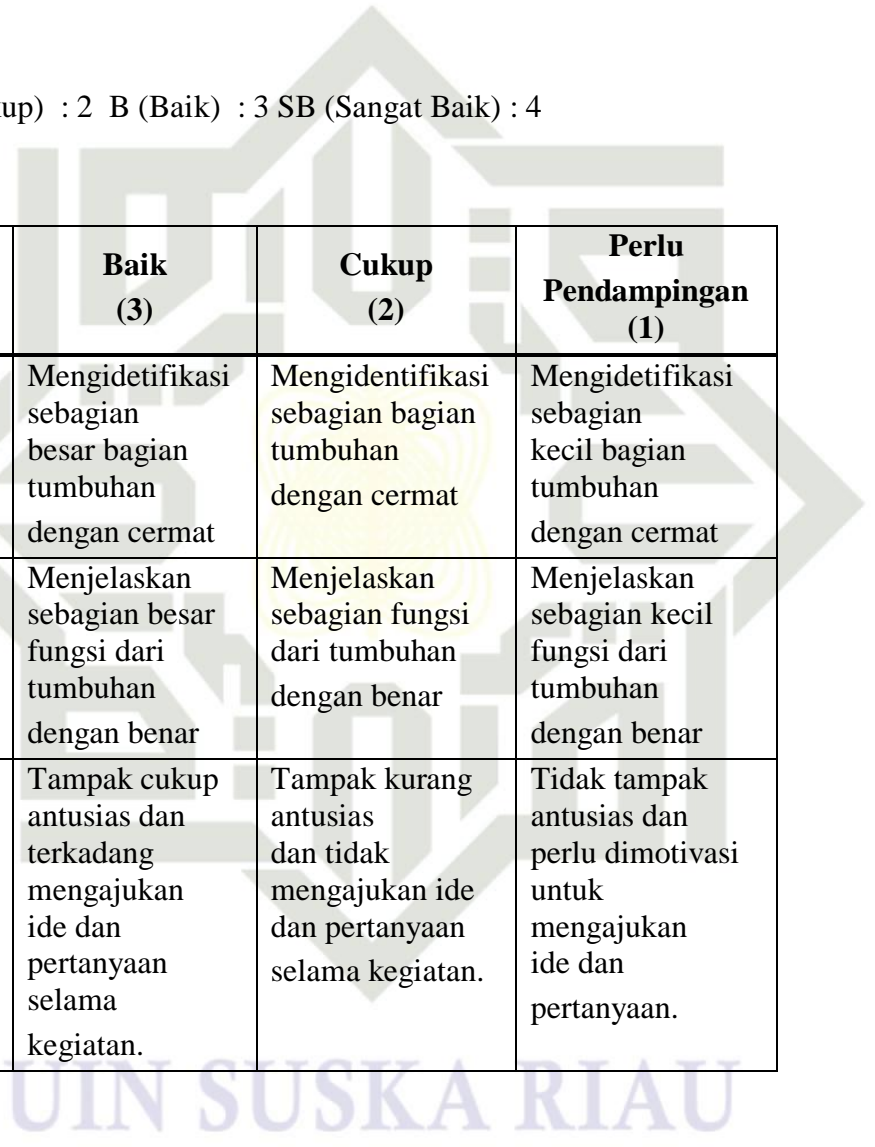 up) : 2 B (Baik) : 3 SB (Sangat Baik) : 4
Baik
(3)
Cukup
(2)
Perlu
Pendampingan
(1)
Mengidetifikasi
sebagian
besar bagian
tumbuhan
dengan cermat
Mengidentifikasi
sebagian bagian
tumbuhan
dengan cermat
Mengidetifikasi
sebagian
kecil bagian
tumbuhan
dengan cermat
Menjelaskan
sebagian besar
fungsi dari
tumbuhan
dengan benar
Menjelaskan
sebagian fungsi
dari tumbuhan
dengan benar
Menjelaskan
sebagian kecil
fungsi dari
tumbuhan
dengan benar
Tampak cukup
antusias dan
terkadang
mengajukan
ide dan
pertanyaan
selama
kegiatan.
Tampak kurang
antusias
dan tidak
mengajukan ide
dan pertanyaan
selama kegiatan.
Tidak tampak
antusias dan
perlu dimotivasi
untuk
mengajukan
ide dan
pertanyaan.
UIN SUSKA RIAU